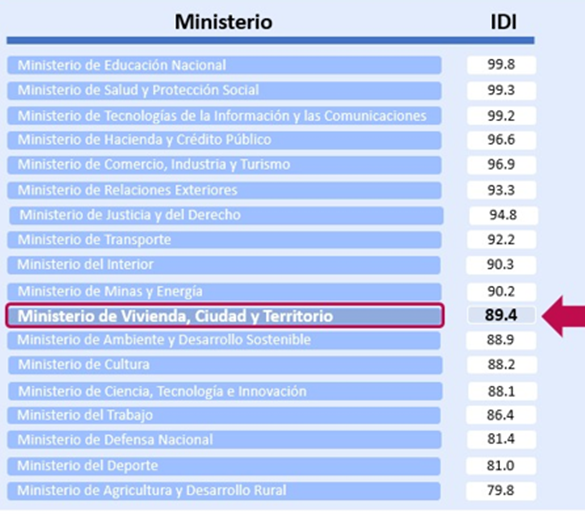 Ministerio IDI
Ministerio de Educación Nacional 99.8
Ministerio de Salud y Protección Social 99.3
Ministerio de Tecnologías de la Información y las Comunicaciones 99.2
Ministerio de Hacienda y Crédito Público 96.6
Ministerio de Comercio, Industria y Turismo 96.9
Ministerio de Relaciones Exteriores 93.3
Ministerio de Justicia y del Derecho 94.8
Ministerio de Transporte 92.2
Ministerio del Interior 90.3
Ministerio de Minas y Energía 90.2
Ministerio de Vivienda, Ciudad y Territorio 89.4
Ministerio de Ambiente y Desarrollo Sostenible 88.9
Ministerio de Cultura 88.2
Ministerio de Ciencia, Tecnología e Innovación 88.1
Ministerio del Trabajo 86.4
Ministerio de Defensa Nacional 81.4
Ministerio del Deporte 81.0
Ministerio de Agricultura y Desarrollo Rural 79.8